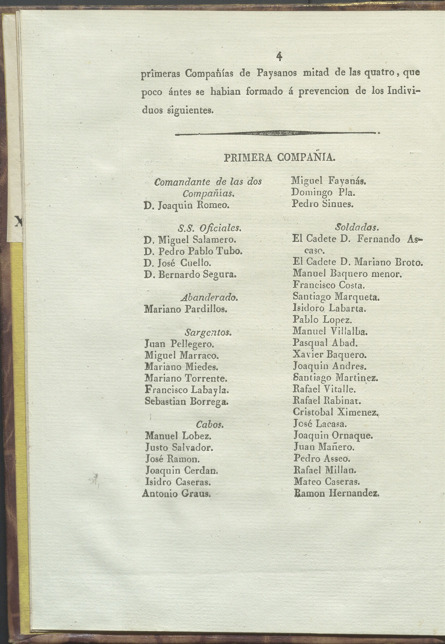 4
primeras Compañías de Paysanos mitad de las quatro, que
poco ántes se habian formado á prevencion de los Indivi-
duos siguientes.
PRIMERA COMPAÑIA.
Comandante de las dos
Compañias.
D. Joaquin Romeo.
S.S. Oficiales.
D. Miguel Salamero.
D. Pedro Pablo Tubo.
D. José Cuello.
D. Bernardo Segura.
Abanderado.
Mariano Pardillos.
Sargentos.
Juan Pellegero.
Miguel Marraco.
Mariano Miedes.
Mariano Torrente.
Francisco Labayla.
Sebastian Borrega.
Cabos.
Manuel Lobez.
Justo Salvador.
José Ramon.
Joaquin Cerdan.
Isidro Caseras.
Antonio Graus.
Miguel Fayanás.
Domingo Pla.
Pedro Sinues.
Soldados.
El Cadete D. Fernando As-
caso.
El Cadete D. Mariano Broto.
Manuel Baquero menor.
Francisco Costa.
Santiago Marqueta.
Isidoro Labarta.
Pablo Lopez.
Manuel Villalba.
Pasqual Abad.
Xavier Baquero.
Joaquin Andres.
Santiago Martinez.
Rafael Vitalle.
Rafael Rabinat.
Cristobal Ximenez.
José Lacasa.
Joaquin Ornaque.
Juan Mañero.
Pedro Asseo.
Rafael Millan.
Mateo Caseras.
Ramon Hernandez.